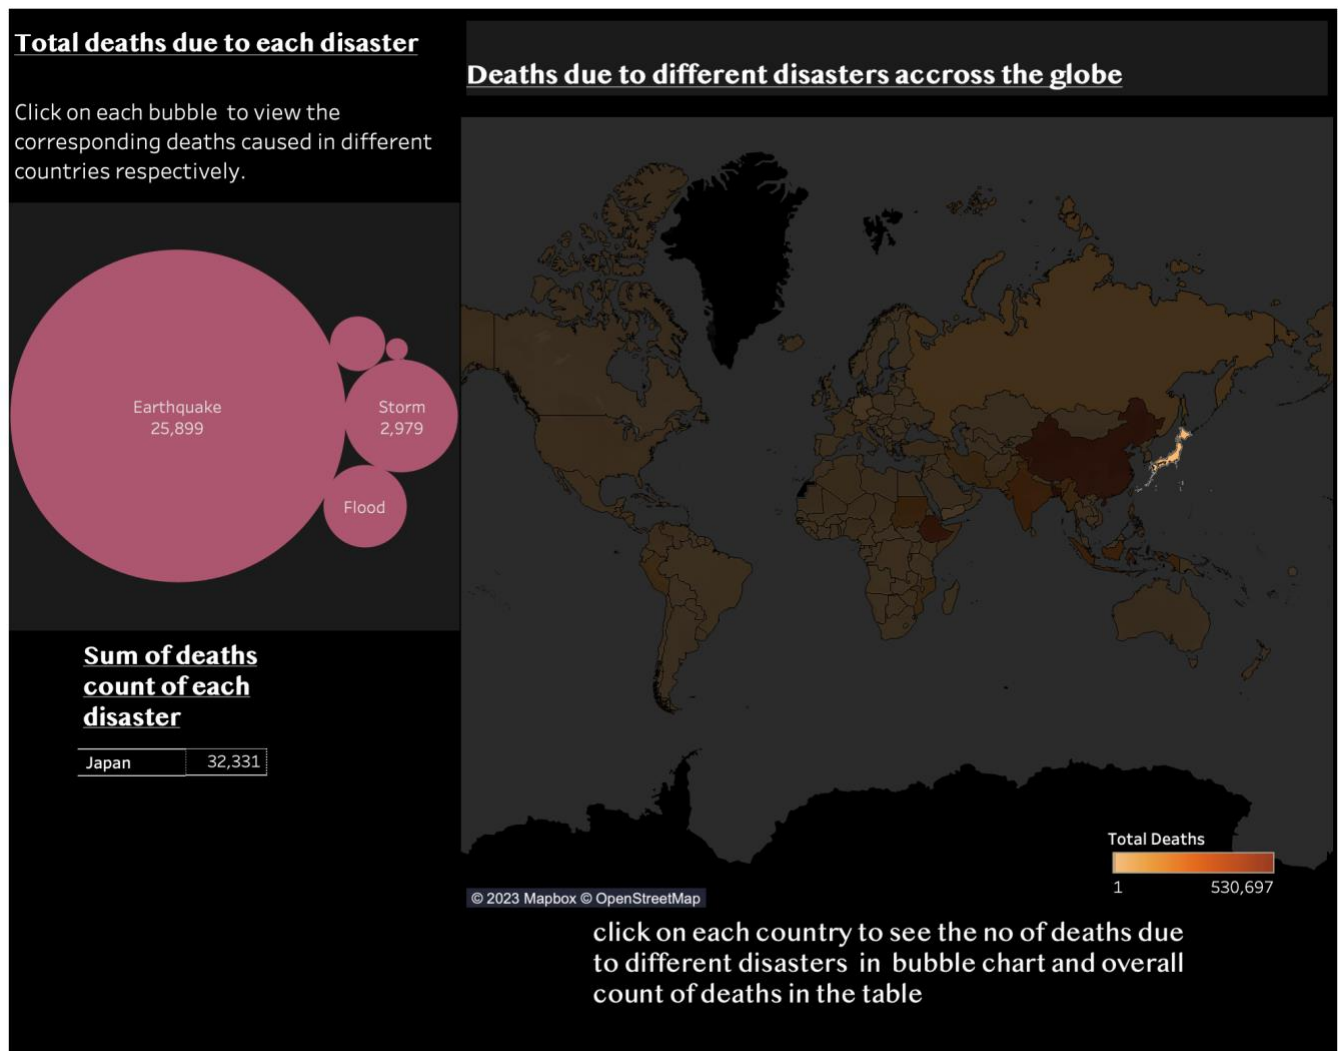 Total deaths due to each disaster
Click on each bubble to view the
corresponding deaths caused in different
countries respectively.
Earthquake
25,899
Storm
2,979
Flood
Sum of deaths
count of each
disaster
Japan 32,331
Deaths due to different disasters accross the globe
Total Deaths
1 530,697
© 2023 Mapbox © OpenStreetMap
click on each country to see the no of deaths due
to different disasters in bubble chart and overall
count of deaths in the table